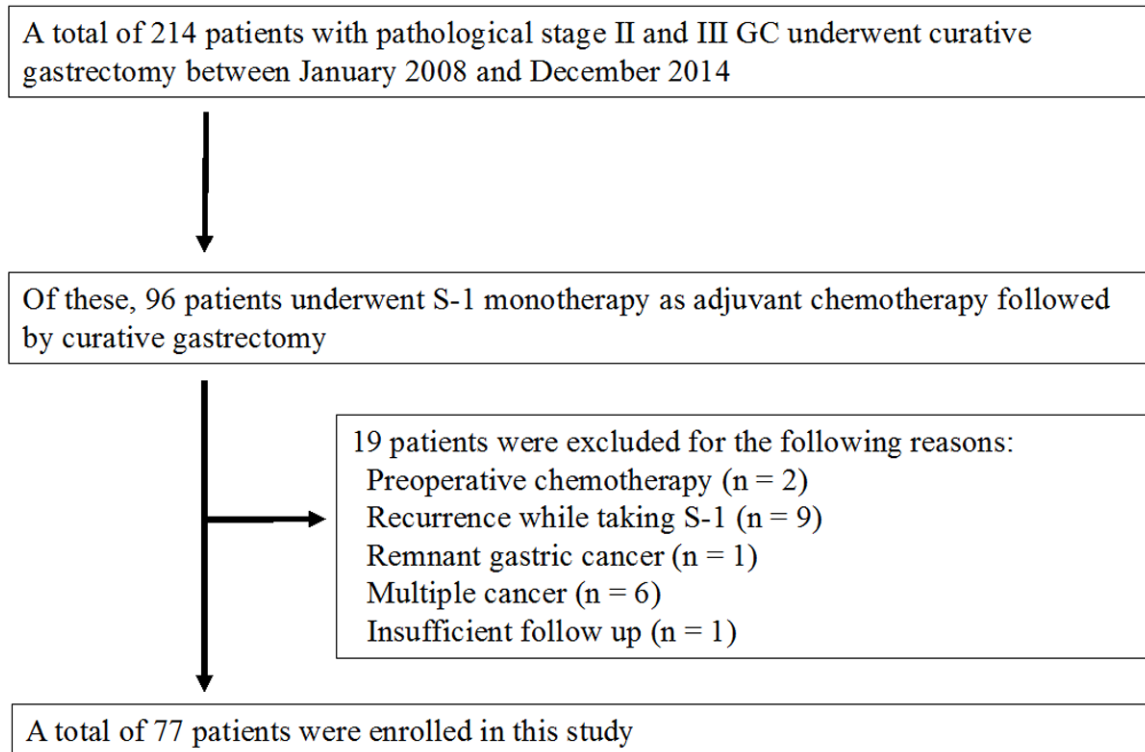 A total of 214 patients with pathological stage II and III GC underwent curative
gastrectomy between January 2008 and December 2014
Of these, 96 patients underwent S-1 monotherapy as adjuvant chemotherapy followed
by curative gastrectomy
19 patients were excluded for the following reasons:
Preoperative chemotherapy (n = 2)
Recurrence while taking S-1 (n = 9)
Remnant gastric cancer (n = 1)
Multiple cancer (n = 6)
Insufficient follow up (n = 1)
A total of 77 patients were enrolled in this study